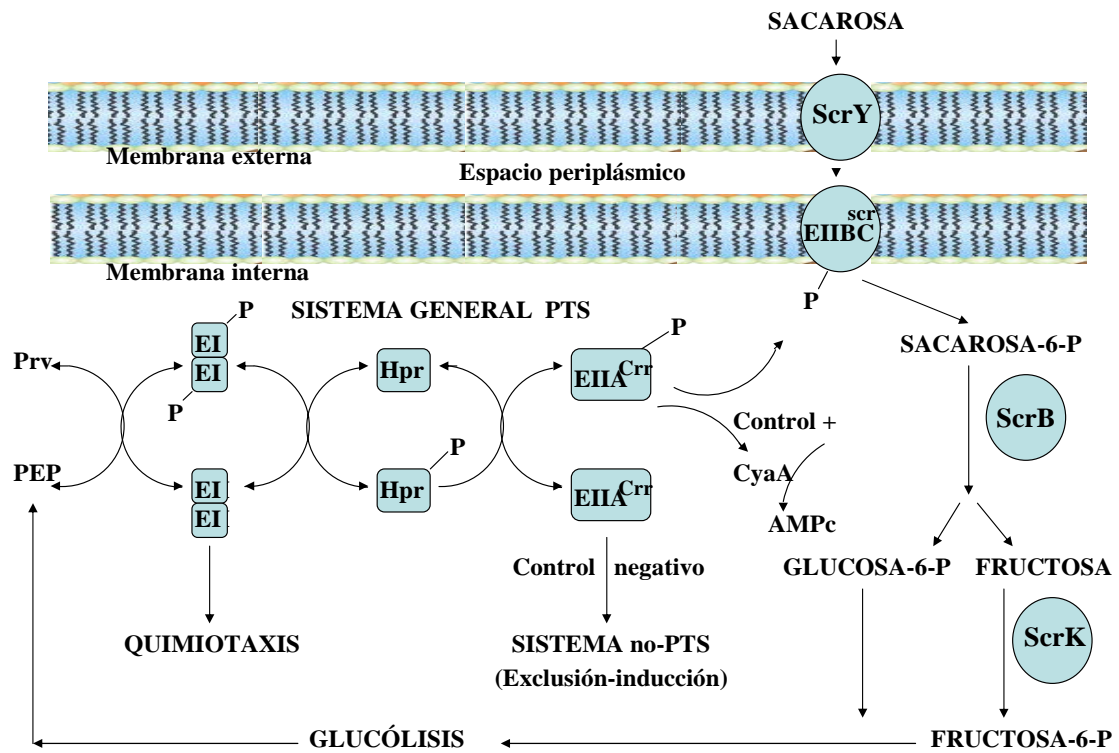 SACAROSA
ScrY
Membrana externa
Espacio periplásmico
scr
EIIBC
Membrana interna
P
P
SISTEMA GENERAL PTS
P
Prv
EI
EI
Hpr
EIIA Crr
SACAROSA-6-P
P
Control +
ScrB
P
PEP
EI
EI
Hpr
EIIA Crr
CyaA
AMPc
Control negativo
GLUCOSA-6-P
FRUCTOSA
QUIMIOTAXIS
SISTEMA no-PTS
(Exclusión-inducción)
ScrK
GLUCÓLISIS
FRUCTOSA-6-P